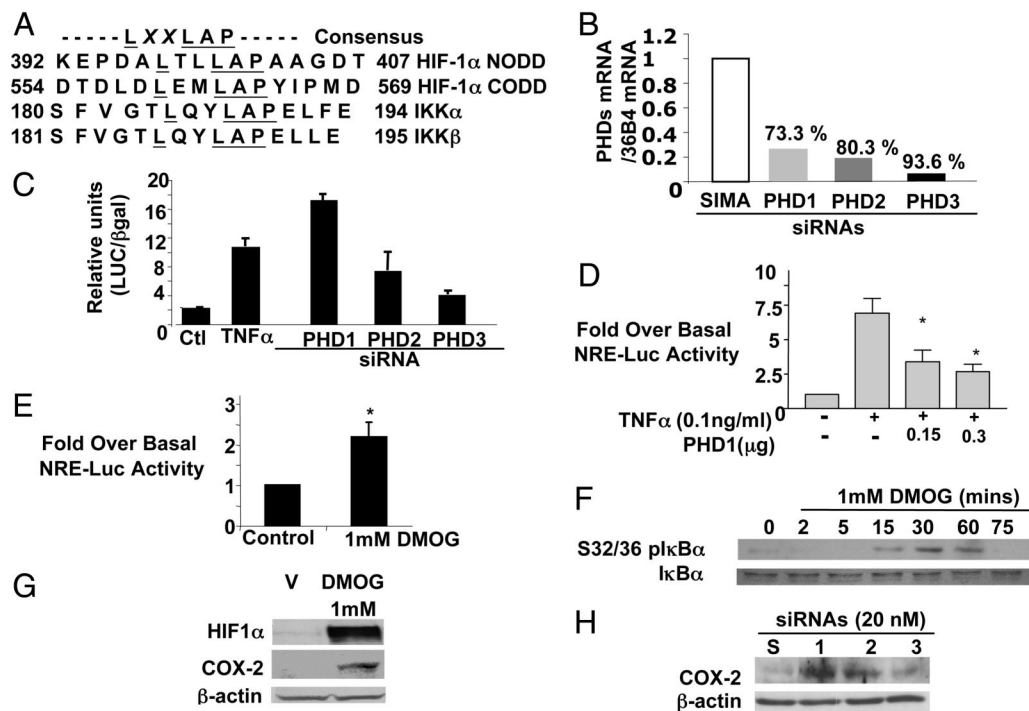 A
- - - - - L X X L A P - - - - - Consensus
392 K E P D A L T L L L A P A A G D T 407 HIF-1α NODD
554 D T D L D L E M L A P Y I P M D 569 HIF-1α CODD
180 S F V G T L Q Y L A P E L F E 194 IKKα
181 S F V G T L Q Y L A P E L L E 195 IKKβ
B
PHDs mRNA
/36B4 mRNA
1.2
1
0.8
0.6
0.4
0.2
0
73.3 %
80.3 %
93.6 %
SIMA PHD1 PHD2 PHD3
siRNAs
C
Relative units
(LUC/βgal)
20
16
12
8
4
0
Ctl TNFα PHD1 PHD2 PHD3
siRNA
D
Fold Over Basal
NRE-Luc Activity
10
7.5
5
2.5
0
*
*
TNFα (0.1ng/ml) - + + +
PHD1(μg) - - 0.15 0.3
E
Fold Over Basal
NRE-Luc Activity
3
2
1
0
*
Control 1mM DMOG
F
1mM DMOG (mins)
0 2 5 15 30 60 75
S32/36 pIκBα
IκBα
G
V DMOG
1mM
HIF1α
COX-2
β-actin
H
siRNAs (20 nM)
S 1 2 3
COX-2
β-actin